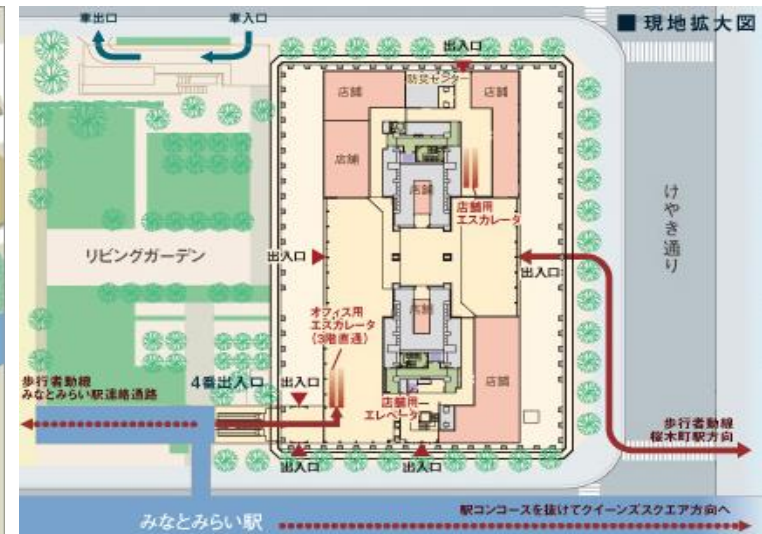 ■ 現地拡大図
車出口
車入口
出入口
防災センター
店舗
店舗
店舗
店舗
店舗用
エスカレータ
けやき通り
リビングガーデン
出入口
出入口
オフィス用
エスカレータ
(3階直通)
店舗
店舗
歩行者動線
みなとみらい駅連絡通路
4番出入口
出入口
店舗用
エレベータ
出入口
出入口
歩行者動線
桜木町駅方向
みなとみらい駅
駅コンコースを抜けてクイーンズスクエア方向へ